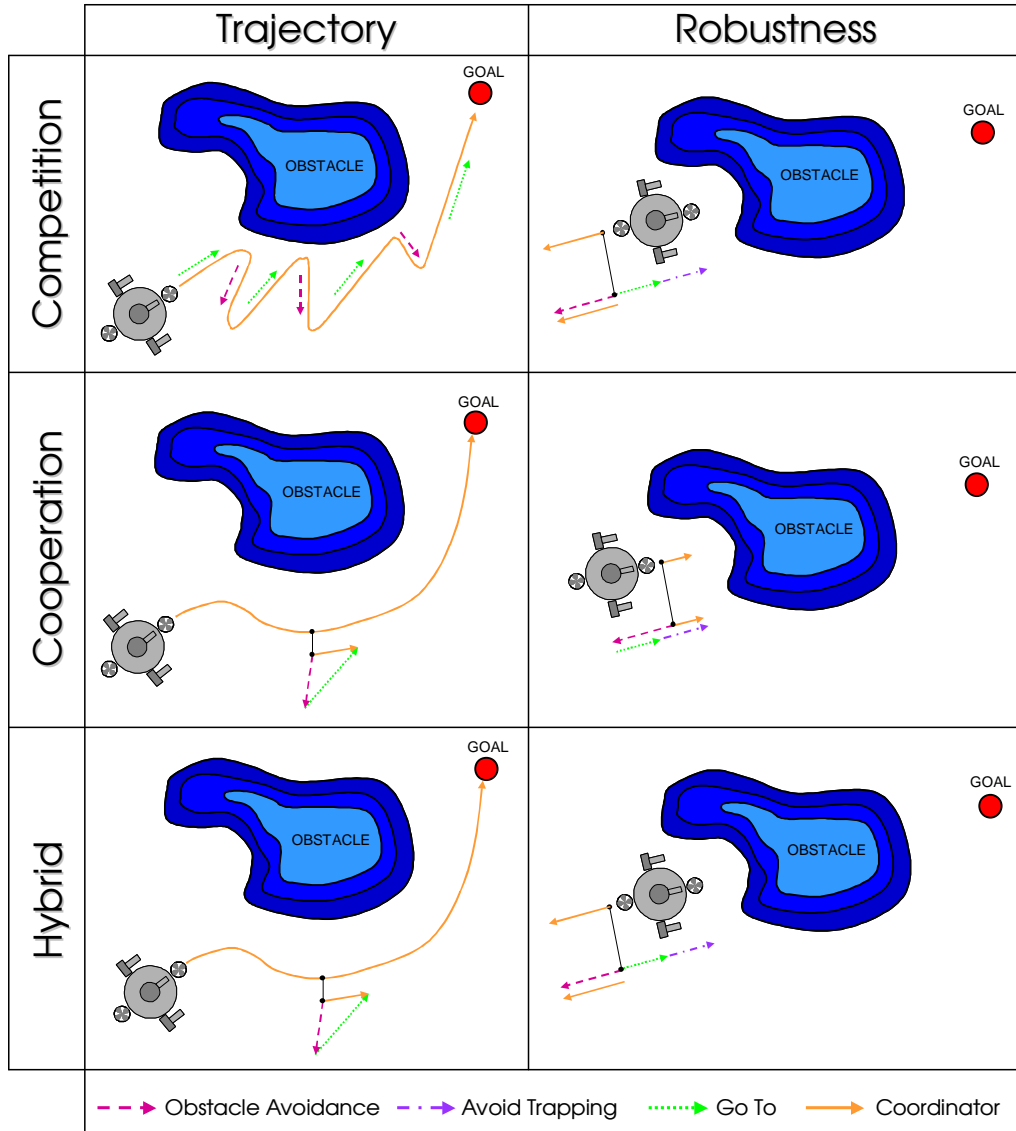 Trajectory
Robustness
Competition
GOAL
OBSTACLE
GOAL
OBSTACLE
Cooperation
GOAL
OBSTACLE
GOAL
OBSTACLE
Hybrid
GOAL
OBSTACLE
GOAL
OBSTACLE
Obstacle Avoidance
Avoid Trapping
Go To
Coordinator